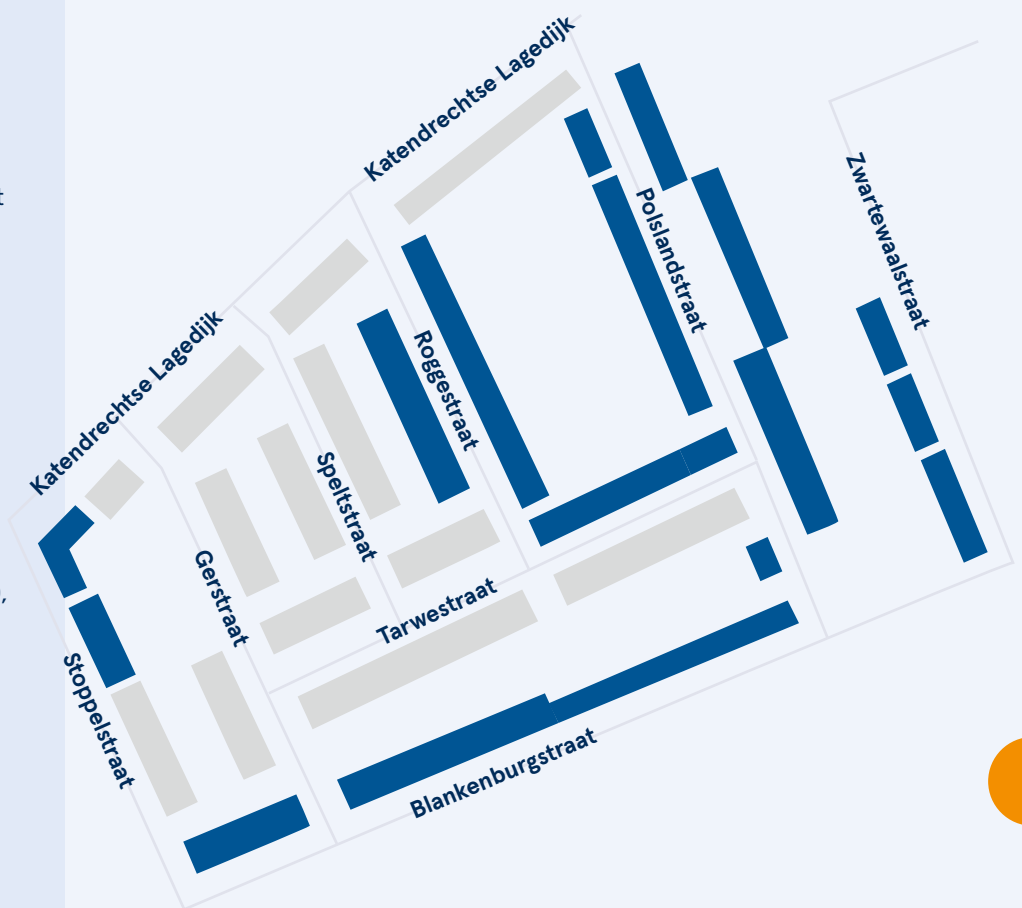 Katendrechtse Lagedijk
Polslandstraat
Zwartewaalstraat
Katendrechtse Lagedijk
Roggestraat
Speltstraat
Gerstraat
Tarwestraat
Stoppelstraat
Blankenburgstraat